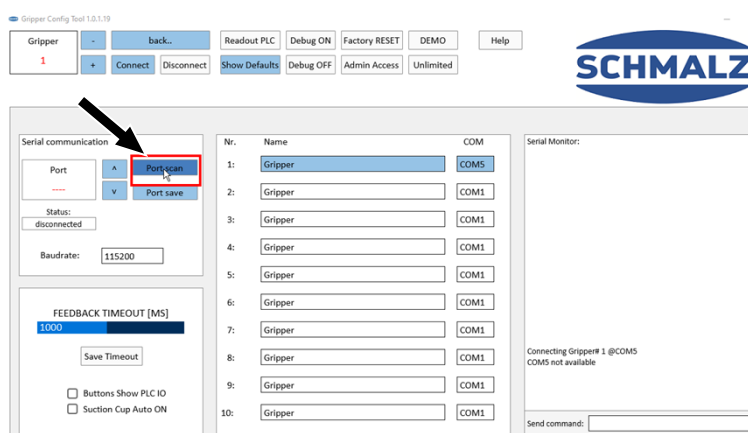 Gripper Config Tool 1.0.1.19
Gripper - back.. Readout PLC Debug ON Factory RESET DEMO Help
1 + Connect Disconnect Show Defaults Debug OFF Admin Access Unlimited
SCHMALZ
Serial communication Nr. Name COM Serial Monitor:
Port ^ Port scan 1: Gripper COM5
---- v Port save 2: Gripper COM1
Status:
disconnected 3: Gripper COM1
Baudrate: 115200 4: Gripper COM1
5: Gripper COM1
6: Gripper COM1
FEEDBACK TIMEOUT [MS]
1000 7: Gripper COM1
Save Timeout 8: Gripper COM1 Connecting Gripper# 1 @COM5
COM5 not available
Buttons Show PLC IO 9: Gripper COM1
Suction Cup Auto ON 10: Gripper COM1
Send command: